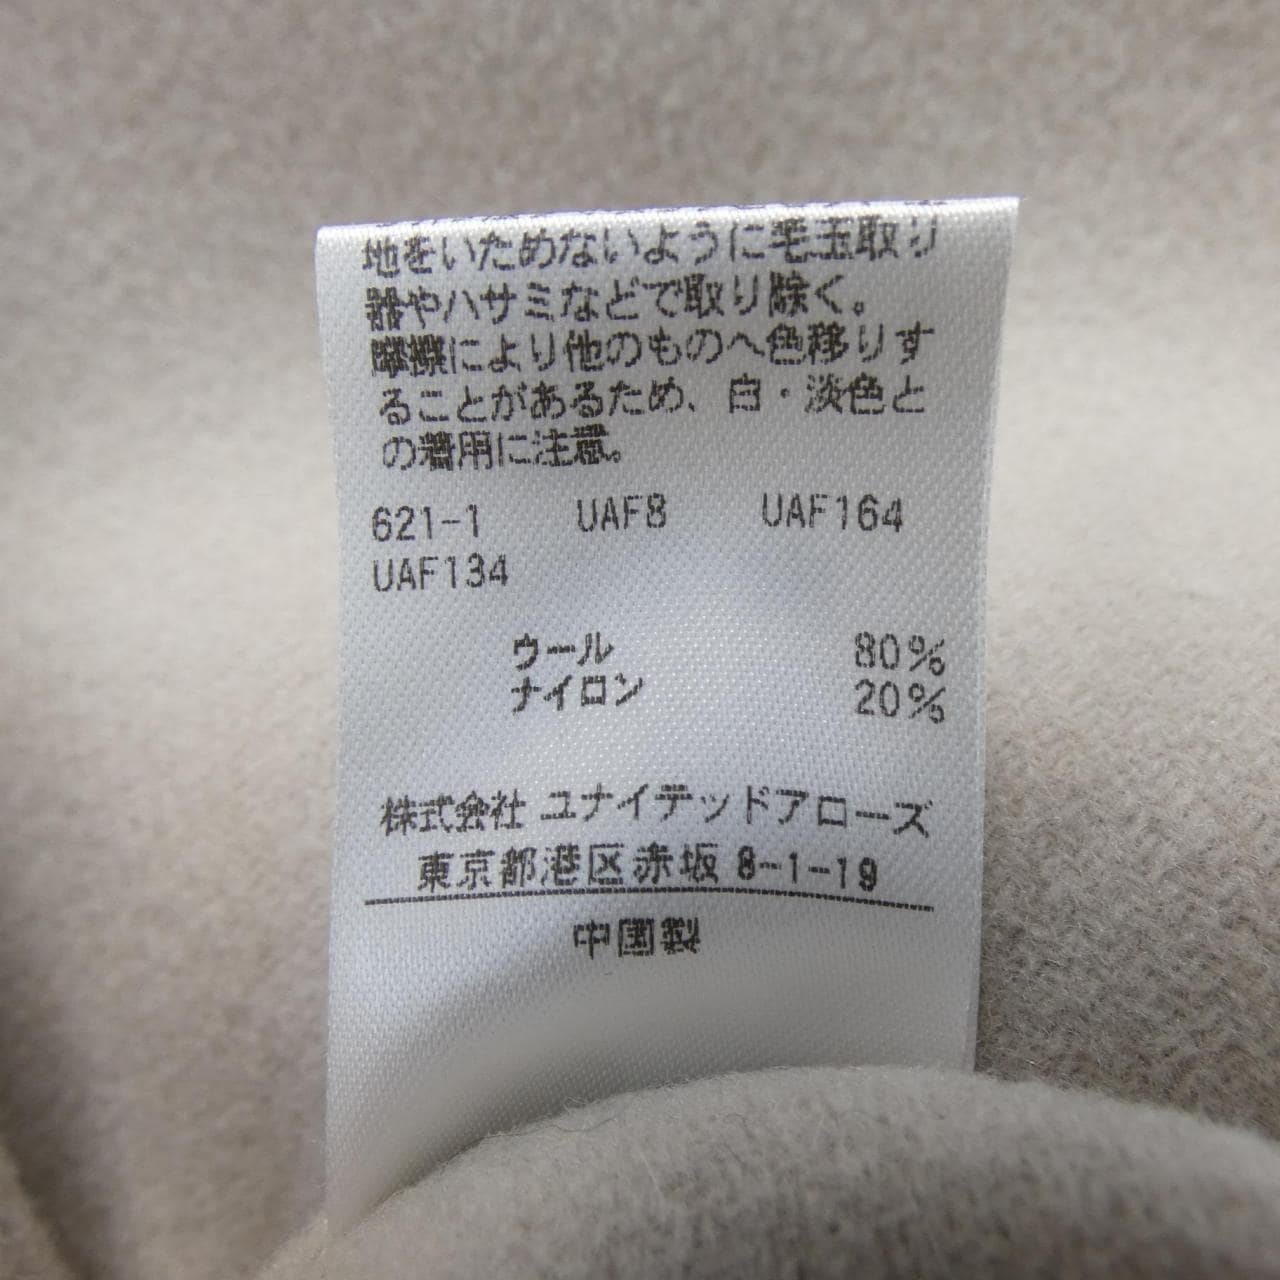 地をいためないように毛玉取り
器やハサミなどで取り除く。
摩擦により他のものへ色移りす
ることがあるため、白・淡色と
の着用に注意。
621-1 UAF8 UAF164
UAF134
ウール 80%
ナイロン 20%
株式会社 ユナイテッドアローズ
東京都港区赤坂 8-1-19
中国製